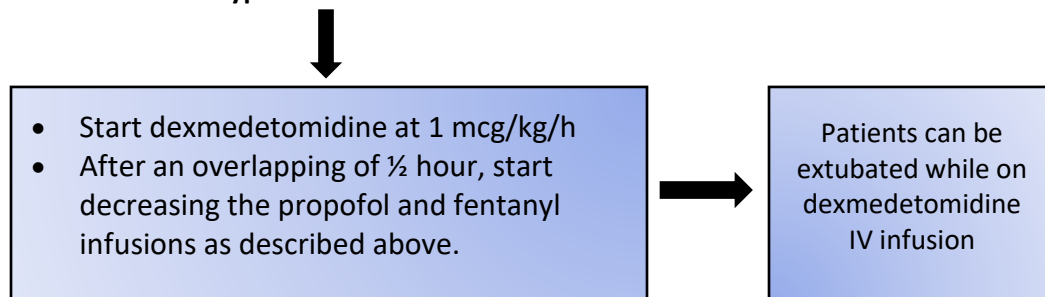 • Start dexmedetomidine at 1 mcg/kg/h
• After an overlapping of ½ hour, start
decreasing the propofol and fentanyl
infusions as described above.
Patients can be
extubated while on
dexmedetomidine
IV infusion